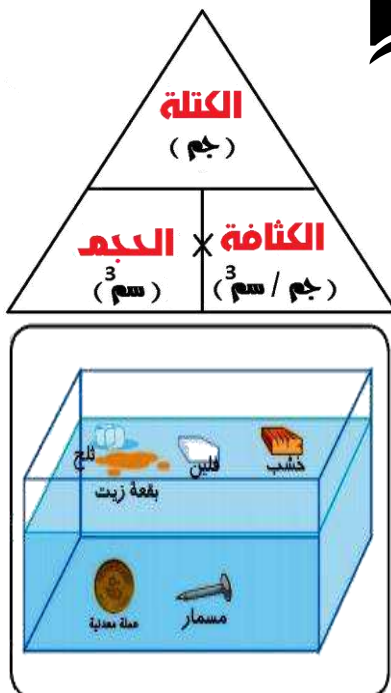 الكتلة
( جم )
الكثافة × الحجم
( جم / سم³ ) ( سم³ )
ثلج فلين خشب
بقعة زيت
عملة معدنية مسمار